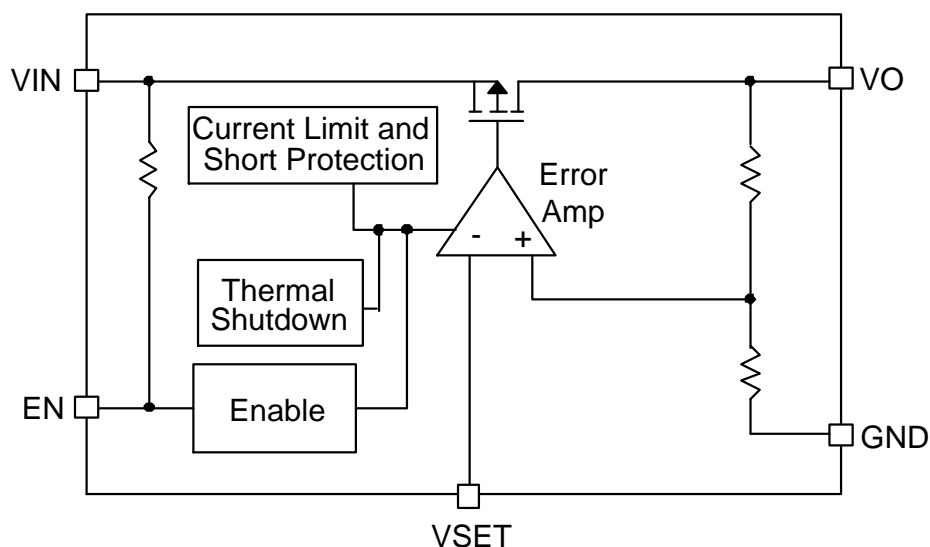 VIN
VO
Current Limit and
Short Protection
Error
Amp
-
+
Thermal
Shutdown
EN
Enable
GND
VSET